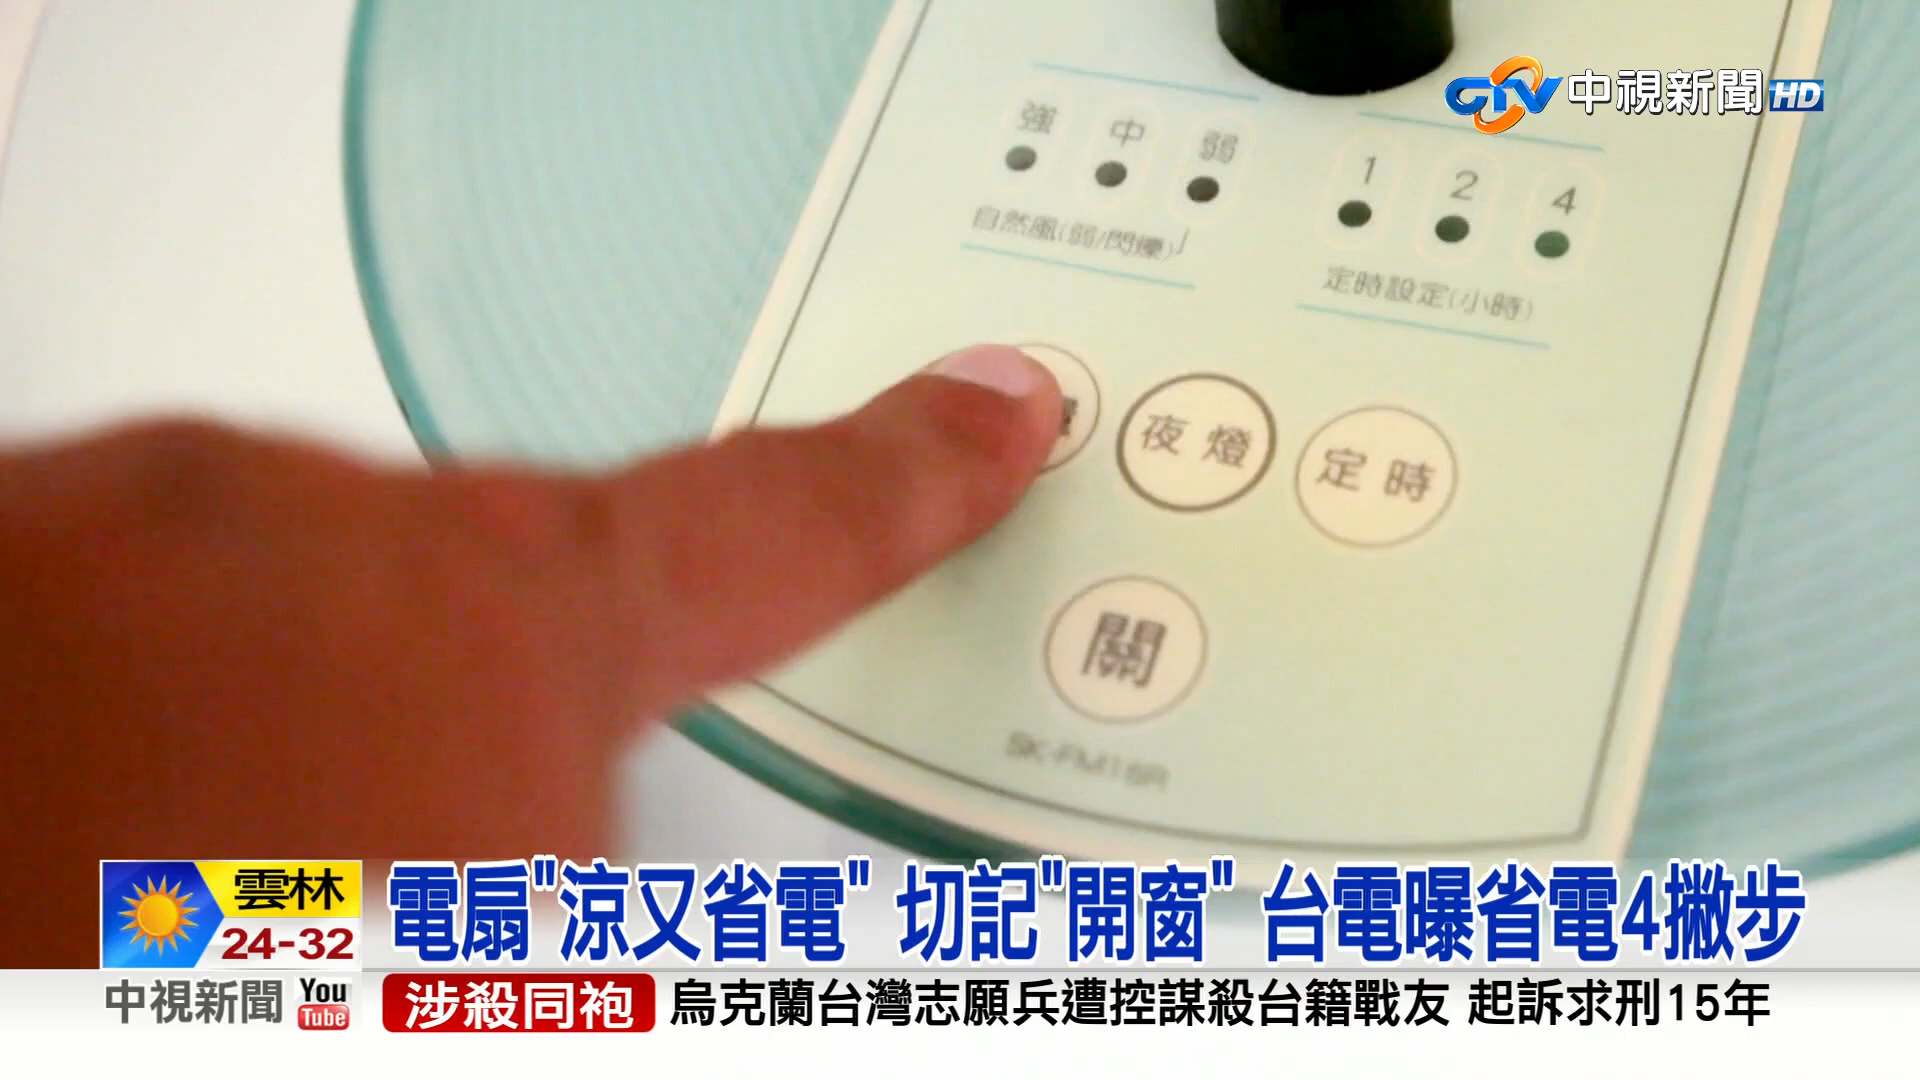 CTV 中視新聞 HD
強 中 弱
自然風(弱/閃爍)
1 2 4
定時設定(小時)
夜燈
定時
關
SK-FM16R
雲林
24-32
電扇"涼又省電" 切記"開窗" 台電曝省電4撇步
中視新聞 YouTube
涉殺同袍 烏克蘭台灣志願兵遭控謀殺台籍戰友 起訴求刑15年